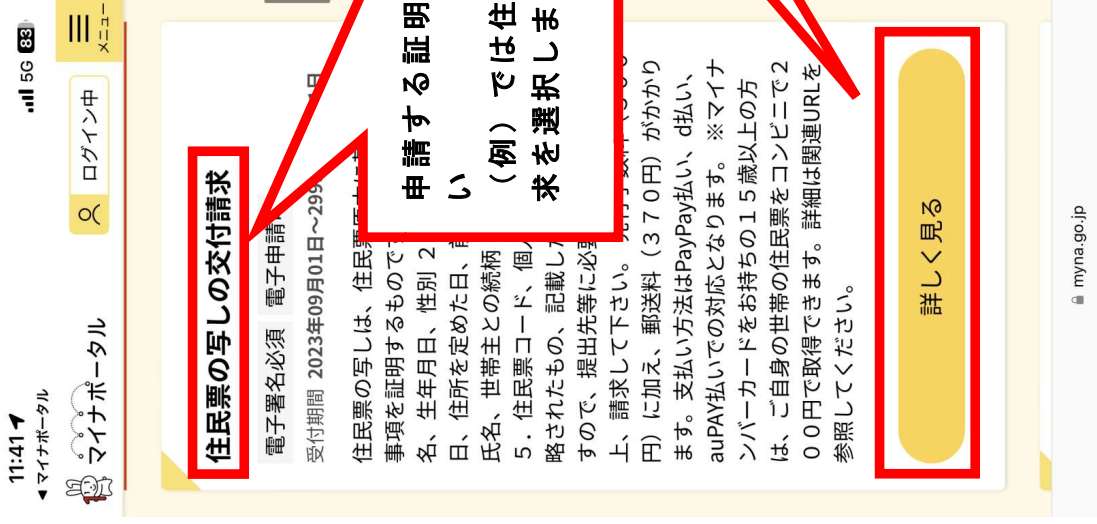 11:41
5G 83
マイナポータル
マイナポータル
ログイン中
メニュー
住民票の写しの交付請求
電子署名必須 電子申請
受付期間 2023年09月01日~299
日
住民票の写しは、住民票
事項を証明するもので
名、生年月日、性別 2
日、住所を定めた日、
氏名、世帯主との続柄
5．住民票コード、個
略されたもの、記載し
すので、提出先等に必
上、請求して下さい。
円）に加え、郵送料（３７０円）がかかり
ます。支払い方法はPayPay払い、d払い、
auPAY払いでの対応となります。※マイナ
ンバーカードをお持ちの１５歳以上の方
は、ご自身の世帯の住民票をコンビニで２
００円で取得できます。詳細は関連URLを
参照してください。
申請する証明
い
（例）では住
求を選択しま
詳しく見る
myna.go.jp